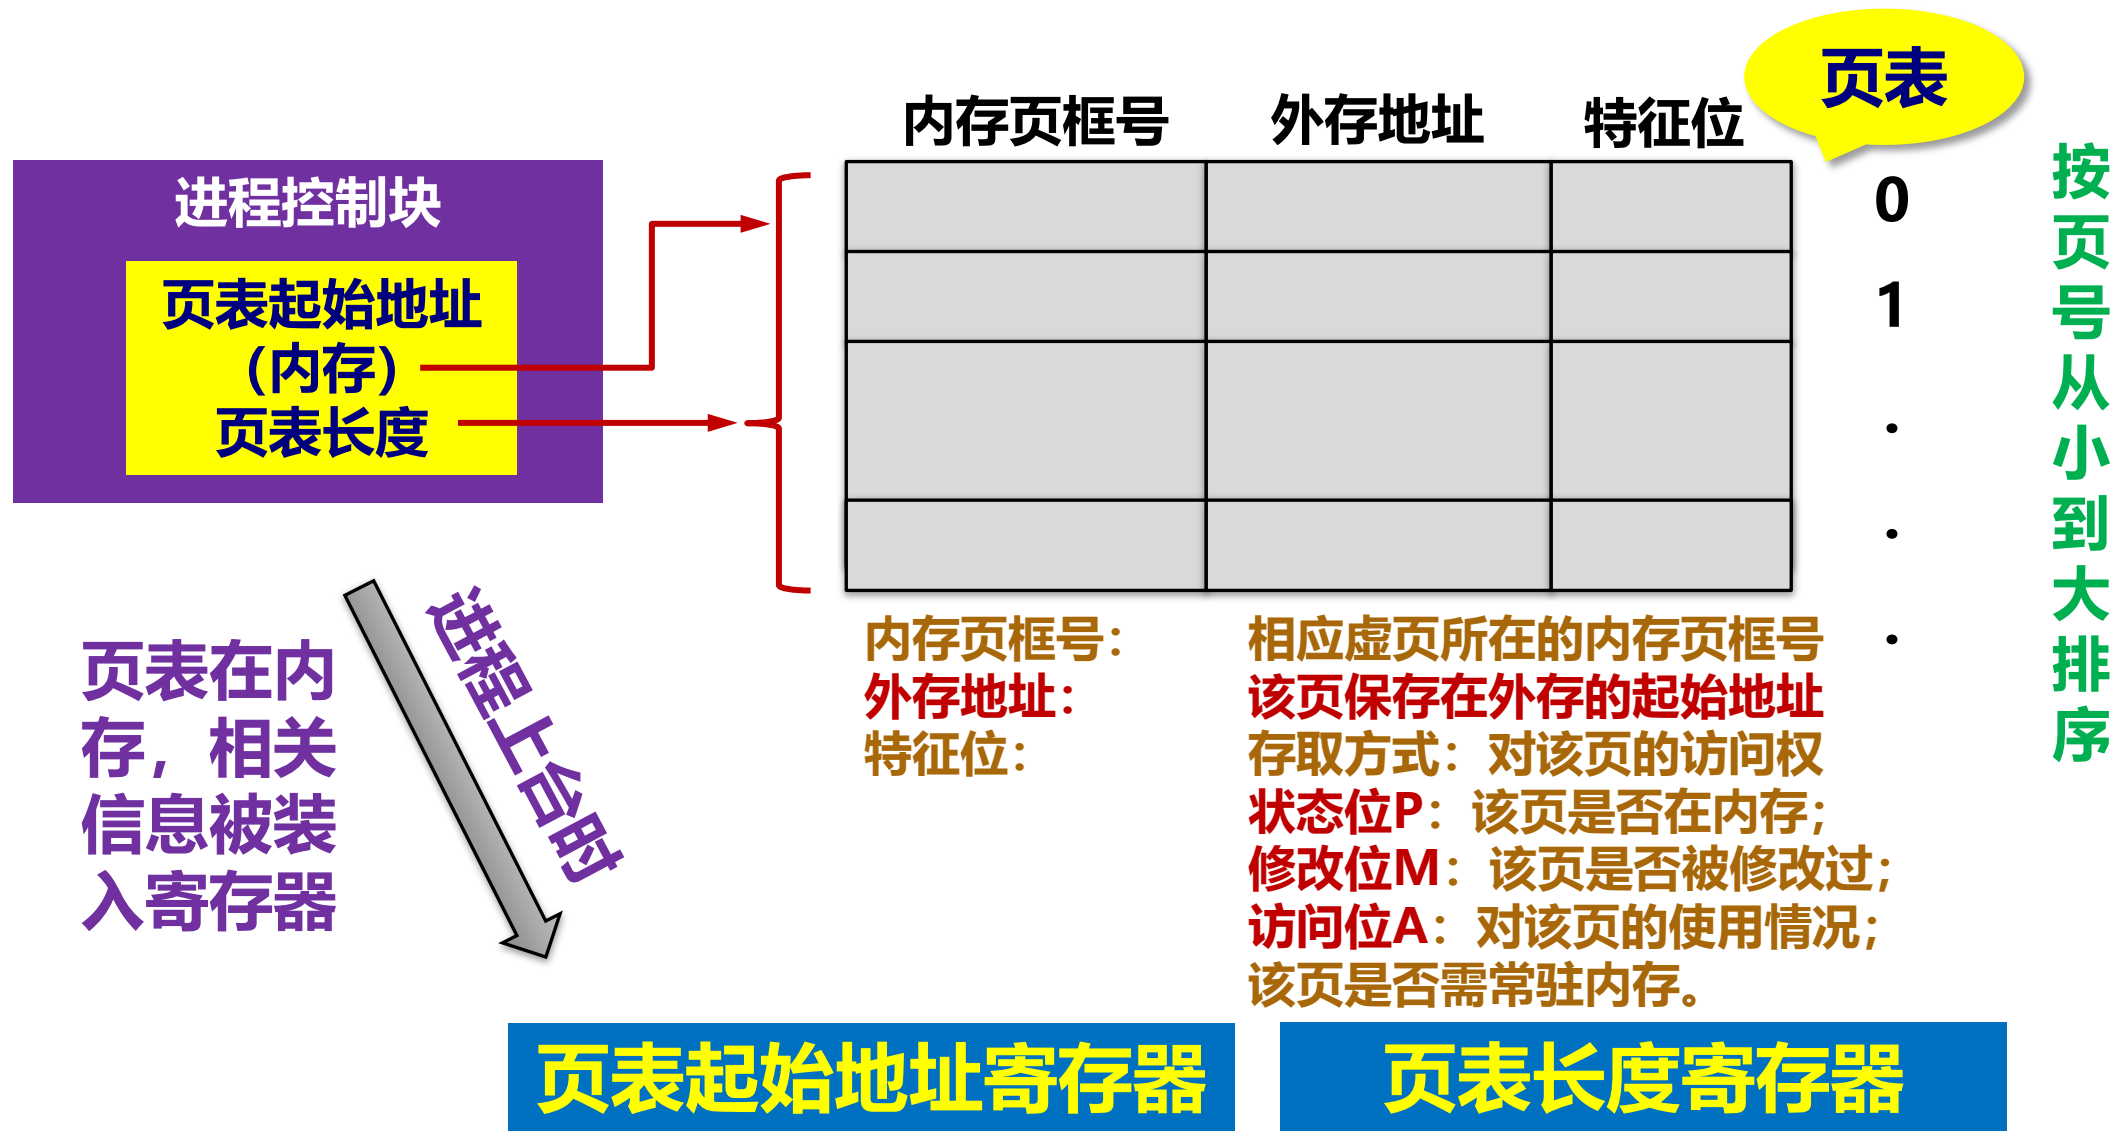 页表
内存页框号 外存地址 特征位
进程控制块
页表起始地址
（内存）
页表长度
0
1
.
.
.
按页号从小到大排序
进程上台时
页表在内
存，相关
信息被装
入寄存器
内存页框号： 相应虚页所在的内存页框号
外存地址： 该页保存在外存的起始地址
特征位： 存取方式：对该页的访问权
状态位P：该页是否在内存；
修改位M：该页是否被修改过；
访问位A：对该页的使用情况；
该页是否需常驻内存。
页表起始地址寄存器 页表长度寄存器